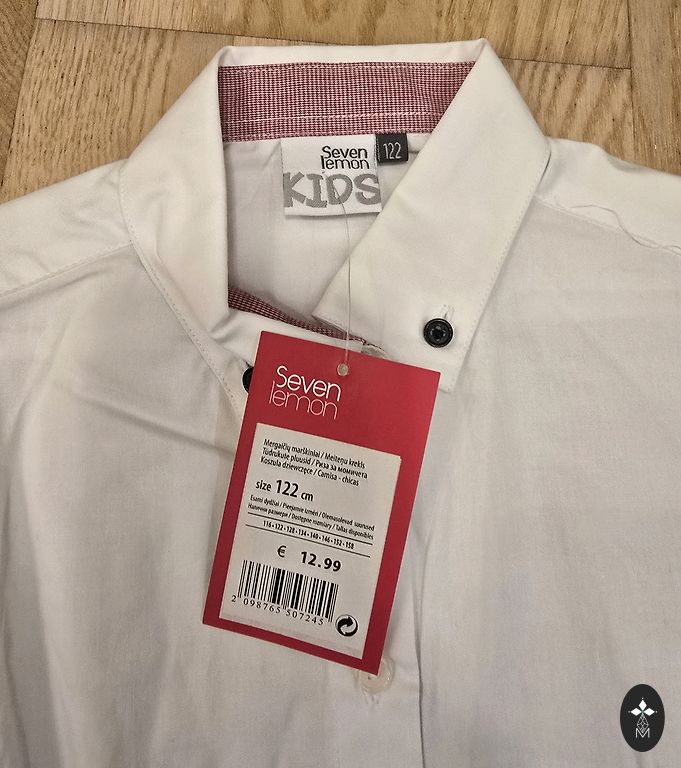 Seven
lemon
KIDS
122
Seven
lemon
Mergaičių marškiniai / Meiteņu krekls
Tüdrukute pluusid / Риза за момичета
Koszula dziewczęce / Camisa - chicas
size 122 cm
Esami dydžiai / Pieejamie izmēri / Olemasolevad suurused
Налични размери / Dostępne rozmiary / Tallas disponibles
116 • 122 • 128 • 134 • 140 • 146 • 152 • 158
€ 12.99
2 098765 507245
M